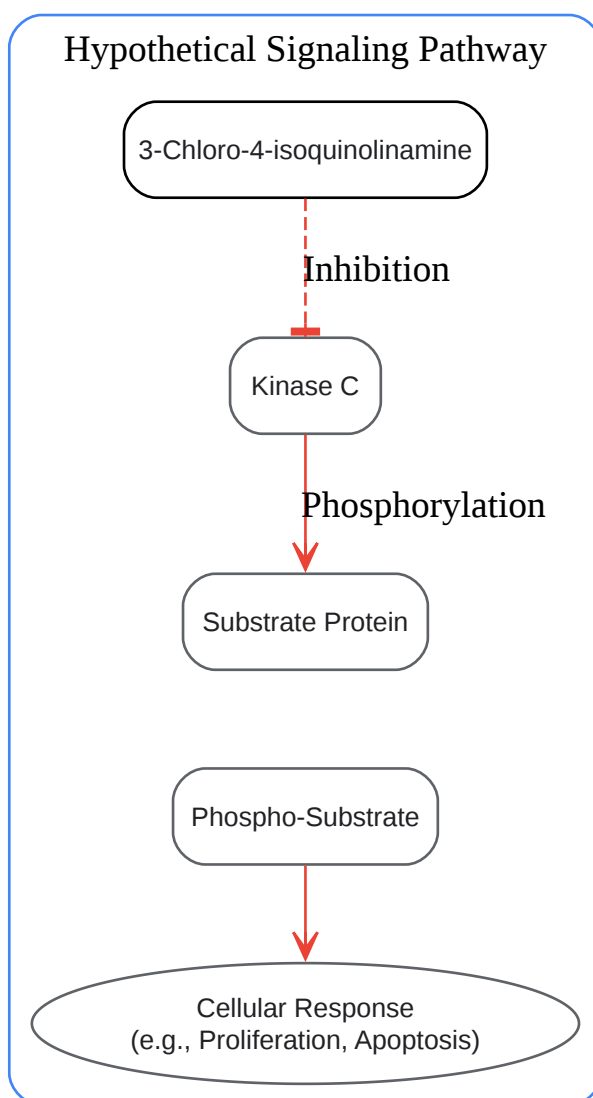 Hypothetical Signaling Pathway
3-Chloro-4-isoquinolinamine
Inhibition
Kinase C
Phosphorylation
Substrate Protein
Phospho-Substrate
Cellular Response
(e.g., Proliferation, Apoptosis)